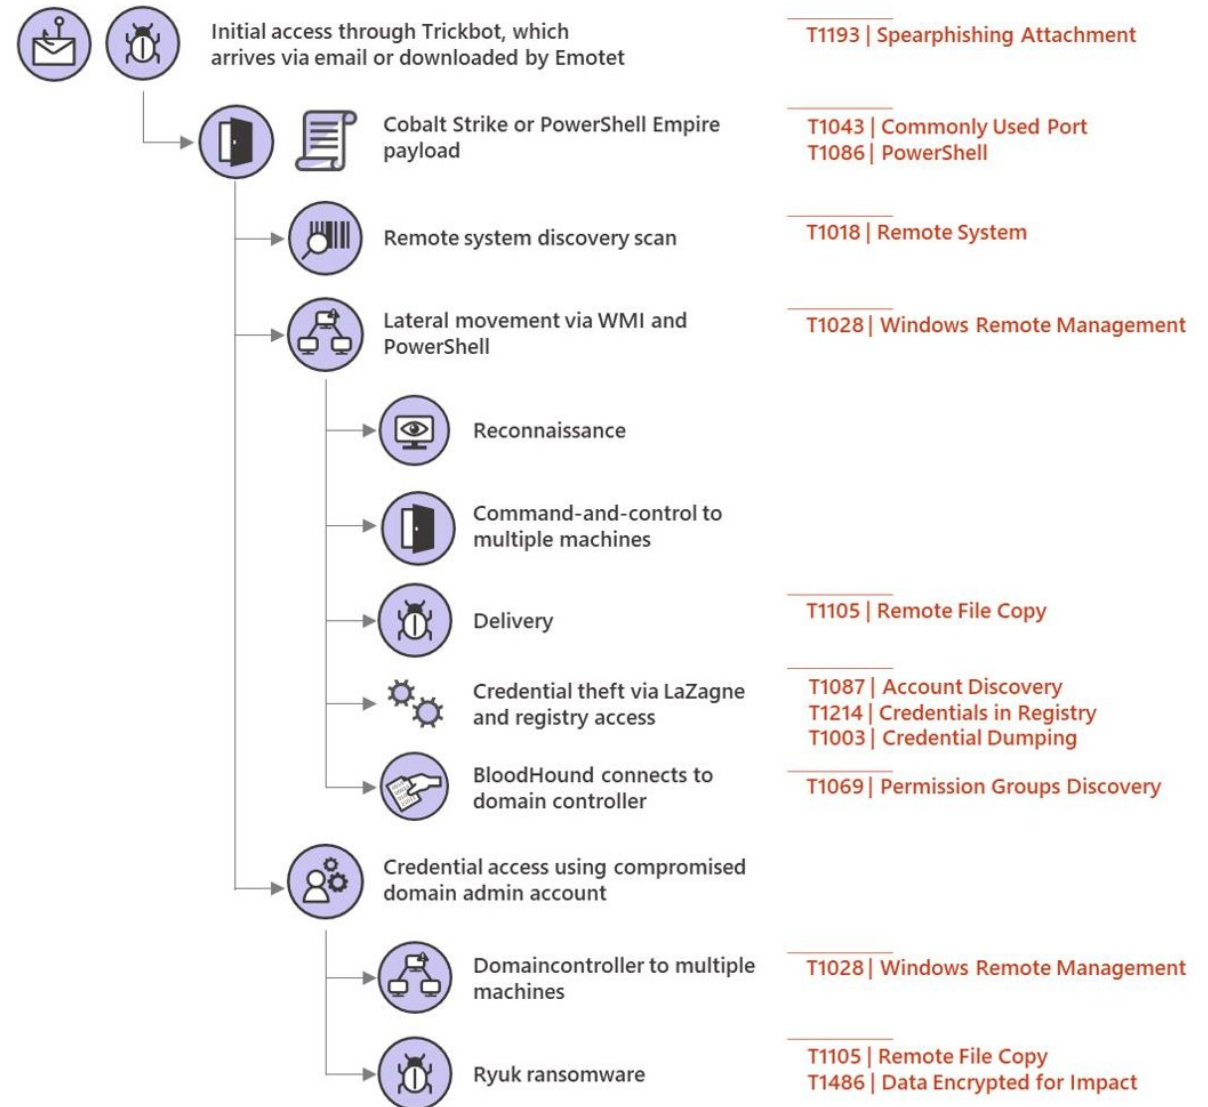 Initial access through Trickbot, which
arrives via email or downloaded by Emotet
T1193 | Spearphishing Attachment
Cobalt Strike or PowerShell Empire
payload
T1043 | Commonly Used Port
T1086 | PowerShell
Remote system discovery scan
T1018 | Remote System
Lateral movement via WMI and
PowerShell
T1028 | Windows Remote Management
Reconnaissance
Command-and-control to
multiple machines
Delivery
T1105 | Remote File Copy
Credential theft via LaZagne
and registry access
T1087 | Account Discovery
T1214 | Credentials in Registry
T1003 | Credential Dumping
BloodHound connects to
domain controller
T1069 | Permission Groups Discovery
Credential access using compromised
domain admin account
Domaincontroller to multiple
machines
T1028 | Windows Remote Management
Ryuk ransomware
T1105 | Remote File Copy
T1486 | Data Encrypted for Impact